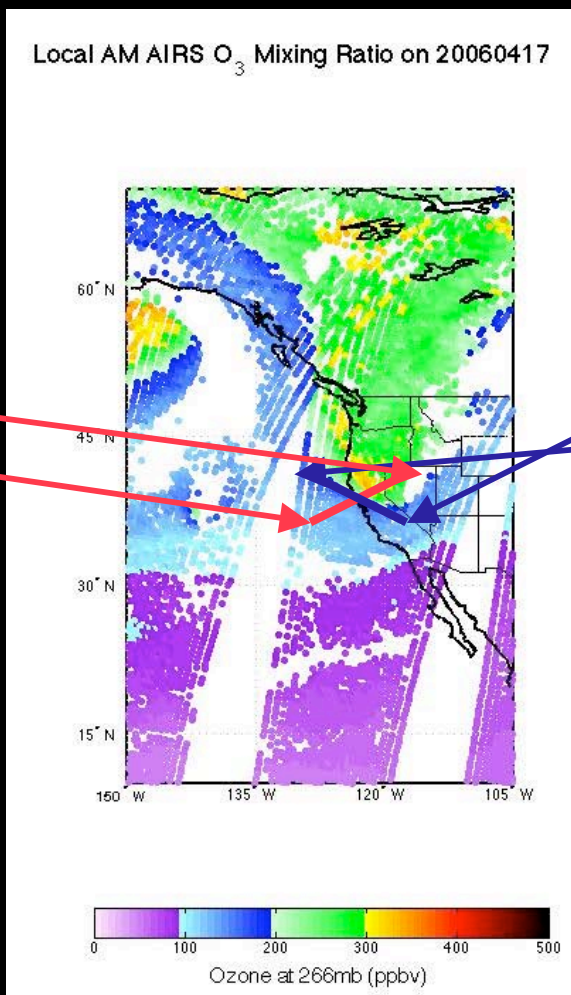 Local AM AIRS O3 Mixing Ratio on 20060417
60° N
45° N
30° N
15° N
150 W 135° W 120° W 105° W
0 100 200 300 400 500
Ozone at 266mb (ppbv)